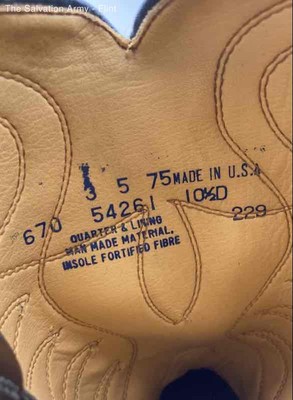 The Salvation Army - Flint
3 5 75 MADE IN U.S.A
670 54261 10½D 229
QUARTER & LINING
MAN MADE MATERIAL.
INSOLE FORTIFIED FIBRE